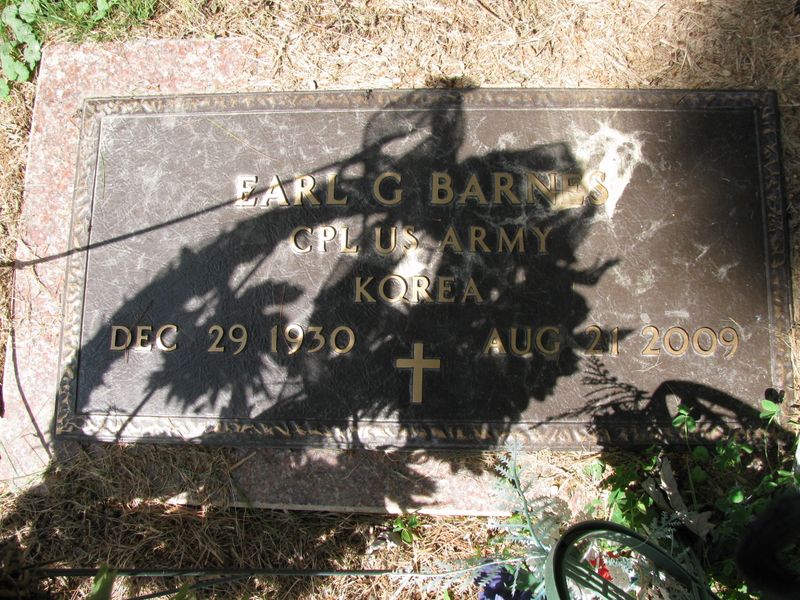 EARL G BARNES
CPL US ARMY
KOREA
DEC 29 1930 AUG 21 2009